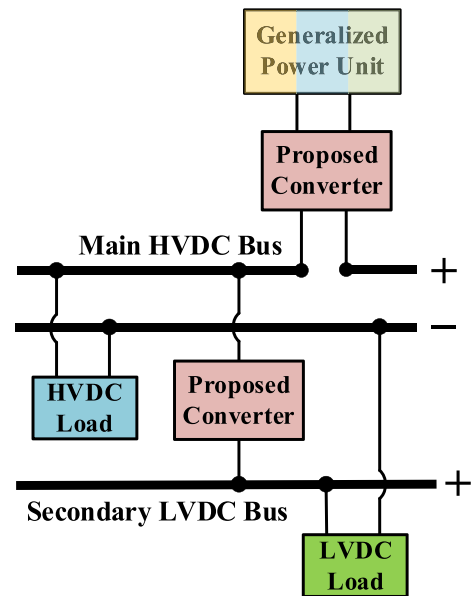 Generalized
Power Unit
Proposed
Converter
Main HVDC Bus
+
−
HVDC
Load
Proposed
Converter
+
Secondary LVDC Bus
LVDC
Load